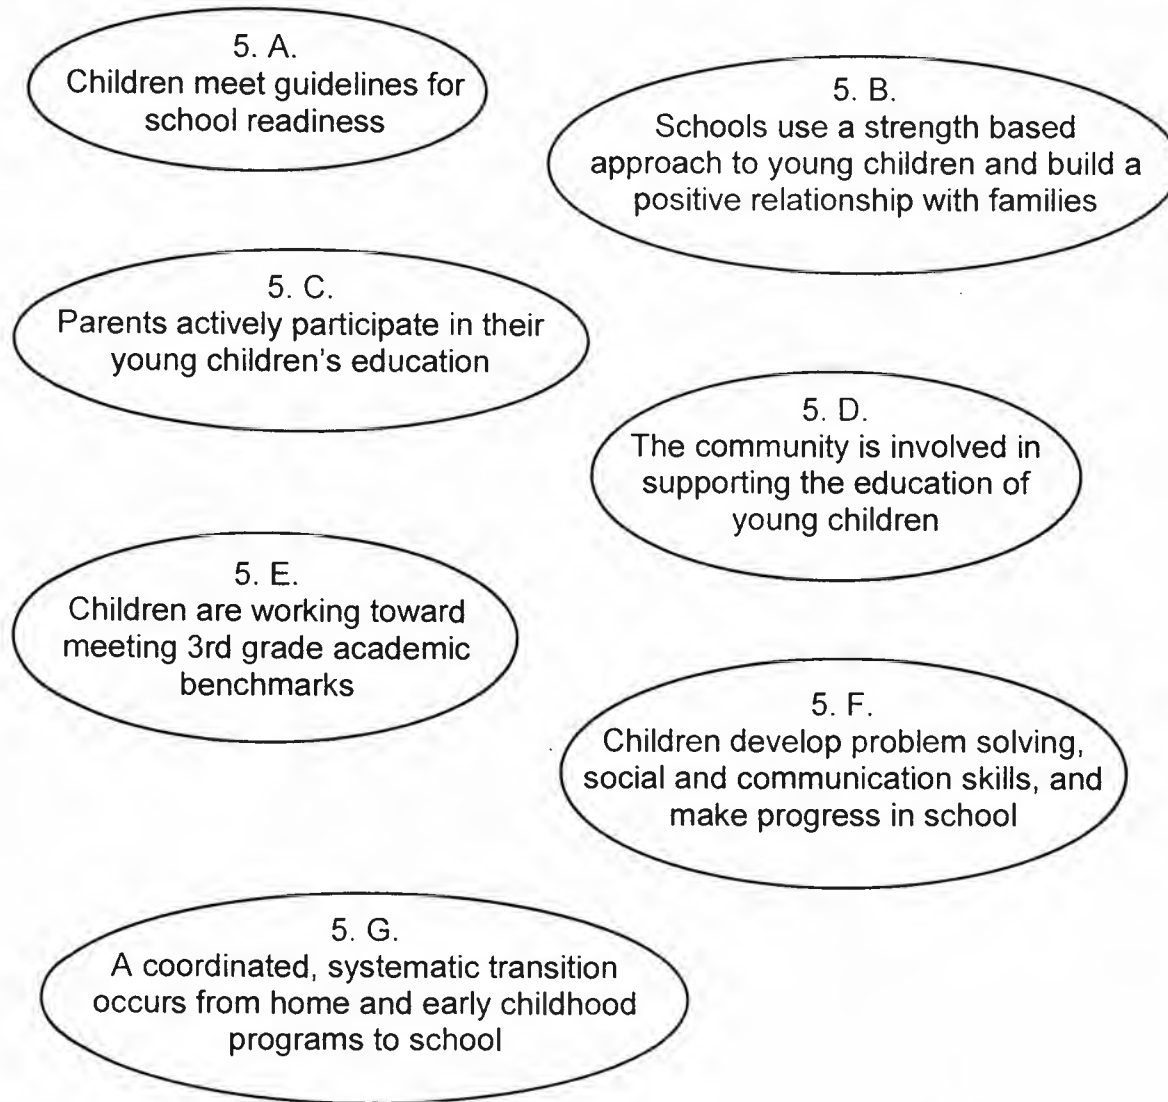 5. A.
Children meet guidelines for
school readiness
5. B.
Schools use a strength based
approach to young children and build a
positive relationship with families
5. C.
Parents actively participate in their
young children's education
5. D.
The community is involved in
supporting the education of
young children
5. E.
Children are working toward
meeting 3rd grade academic
benchmarks
5. F.
Children develop problem solving,
social and communication skills, and
make progress in school
5. G.
A coordinated, systematic transition
occurs from home and early childhood
programs to school